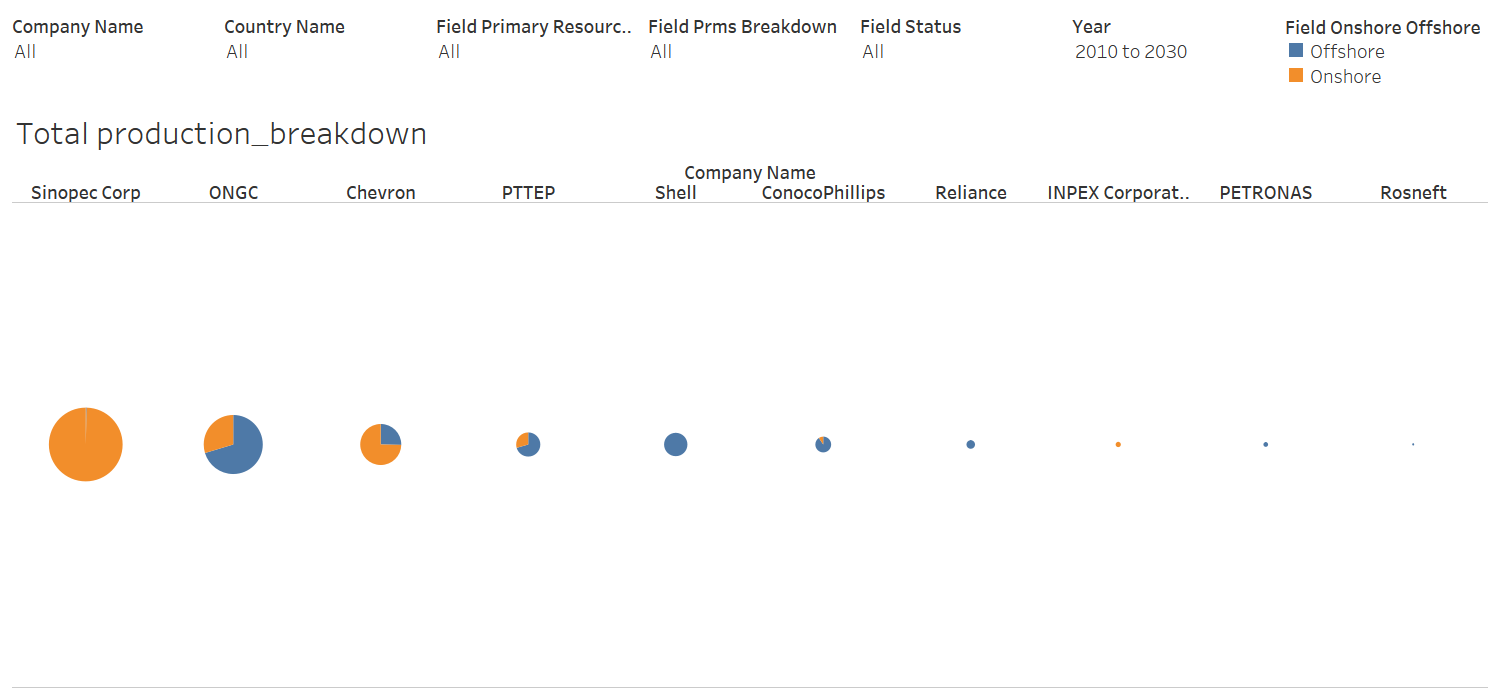 Company Name Country Name Field Primary Resourc.. Field Prms Breakdown Field Status Year Field Onshore Offshore
All All All All All 2010 to 2030 Offshore
Onshore
Total production_breakdown
Company Name
Sinopec Corp ONGC Chevron PTTEP Shell ConocoPhillips Reliance INPEX Corporat.. PETRONAS Rosneft